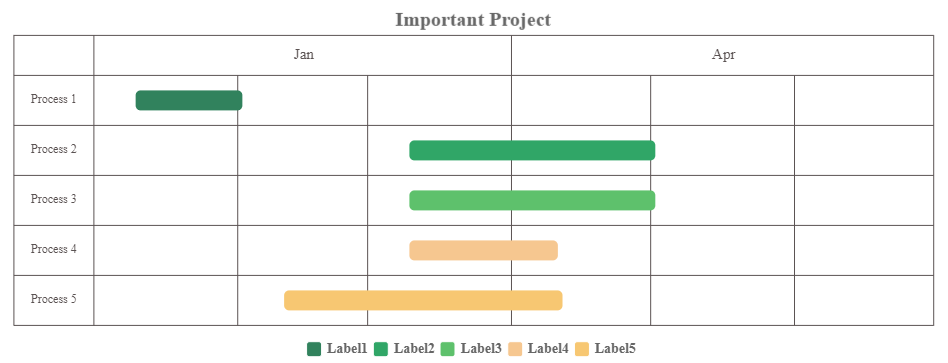 Important Project
Jan Apr
Process 1
Process 2
Process 3
Process 4
Process 5
Label1 Label2 Label3 Label4 Label5